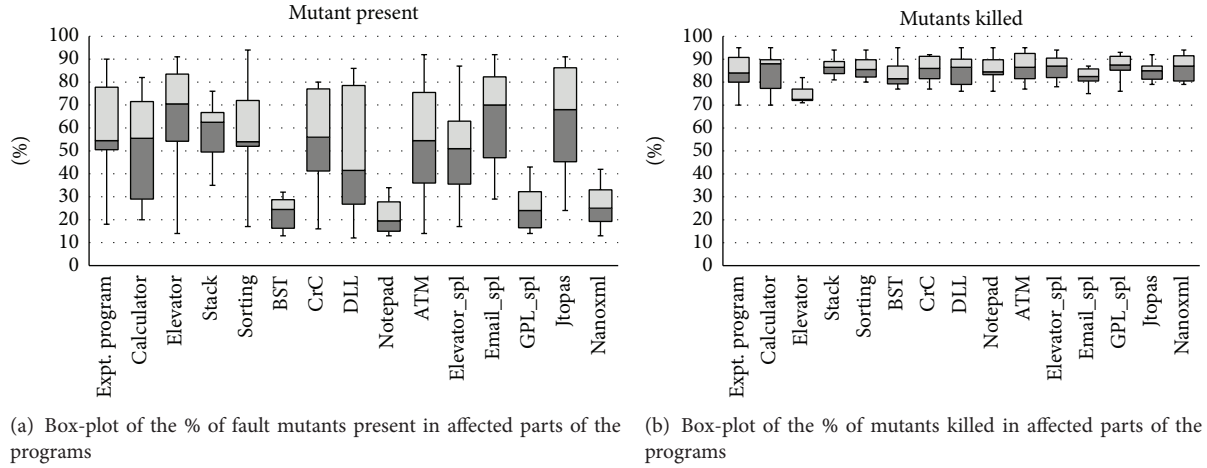 Mutant present
(%)
100
90
80
70
60
50
40
30
20
10
0
Expt. program
Calculator
Elevator
Stack
Sorting
BST
CrC
DLL
Notepad
ATM
Elevator_spl
Email_spl
GPL_spl
Jtopas
Nanoxml
(a) Box-plot of the % of fault mutants present in affected parts of the
programs
Mutants killed
(%)
100
90
80
70
60
50
40
30
20
10
0
Expt. program
Calculator
Elevator
Stack
Sorting
BST
CrC
DLL
Notepad
ATM
Elevator_spl
Email_spl
GPL_spl
Jtopas
Nanoxml
(b) Box-plot of the % of mutants killed in affected parts of the
programs